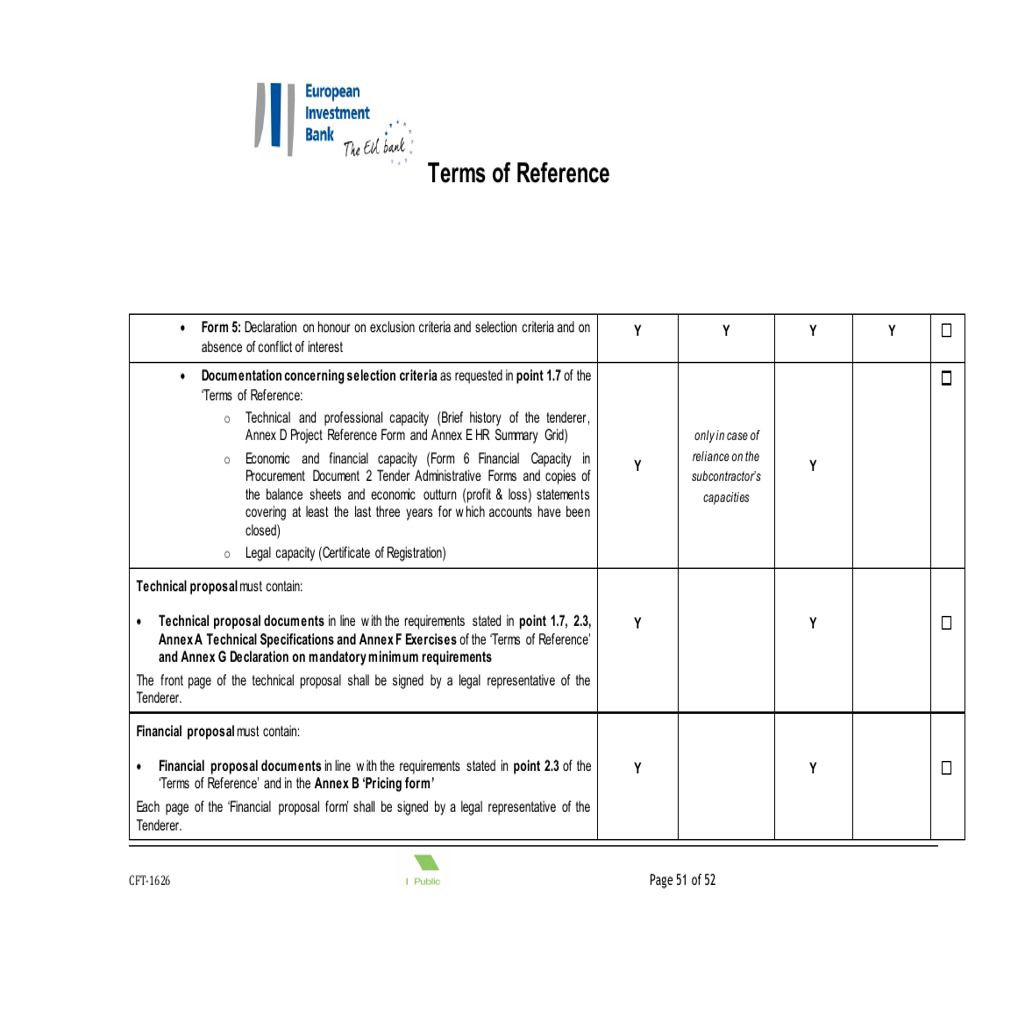 European
Investment
Bank
The EU bank
Terms of Reference
• Form 5: Declaration on honour on exclusion criteria and selection criteria and on
absence of conflict of interest
Y Y Y Y □
• Documentation concerning selection criteria as requested in point 1.7 of the
'Terms of Reference:
o Technical and professional capacity (Brief history of the tenderer,
Annex D Project Reference Form and Annex E HR Summary Grid)
o Economic and financial capacity (Form 6 Financial Capacity in
Procurement Document 2 Tender Administrative Forms and copies of
the balance sheets and economic outturn (profit & loss) statements
covering at least the last three years for which accounts have been
closed)
o Legal capacity (Certificate of Registration)
Y
only in case of
reliance on the
subcontractor's
capacities
Y
□
Technical proposal must contain:
• Technical proposal documents in line with the requirements stated in point 1.7, 2.3,
Annex A Technical Specifications and Annex F Exercises of the 'Terms of Reference'
and Annex G Declaration on mandatory minimum requirements
The front page of the technical proposal shall be signed by a legal representative of the
Tenderer.
Y Y □
Financial proposal must contain:
• Financial proposal documents in line with the requirements stated in point 2.3 of the
'Terms of Reference' and in the Annex B 'Pricing form'
Each page of the 'Financial proposal form' shall be signed by a legal representative of the
Tenderer.
Y Y □
CFT-1626
| Public
Page 51 of 52